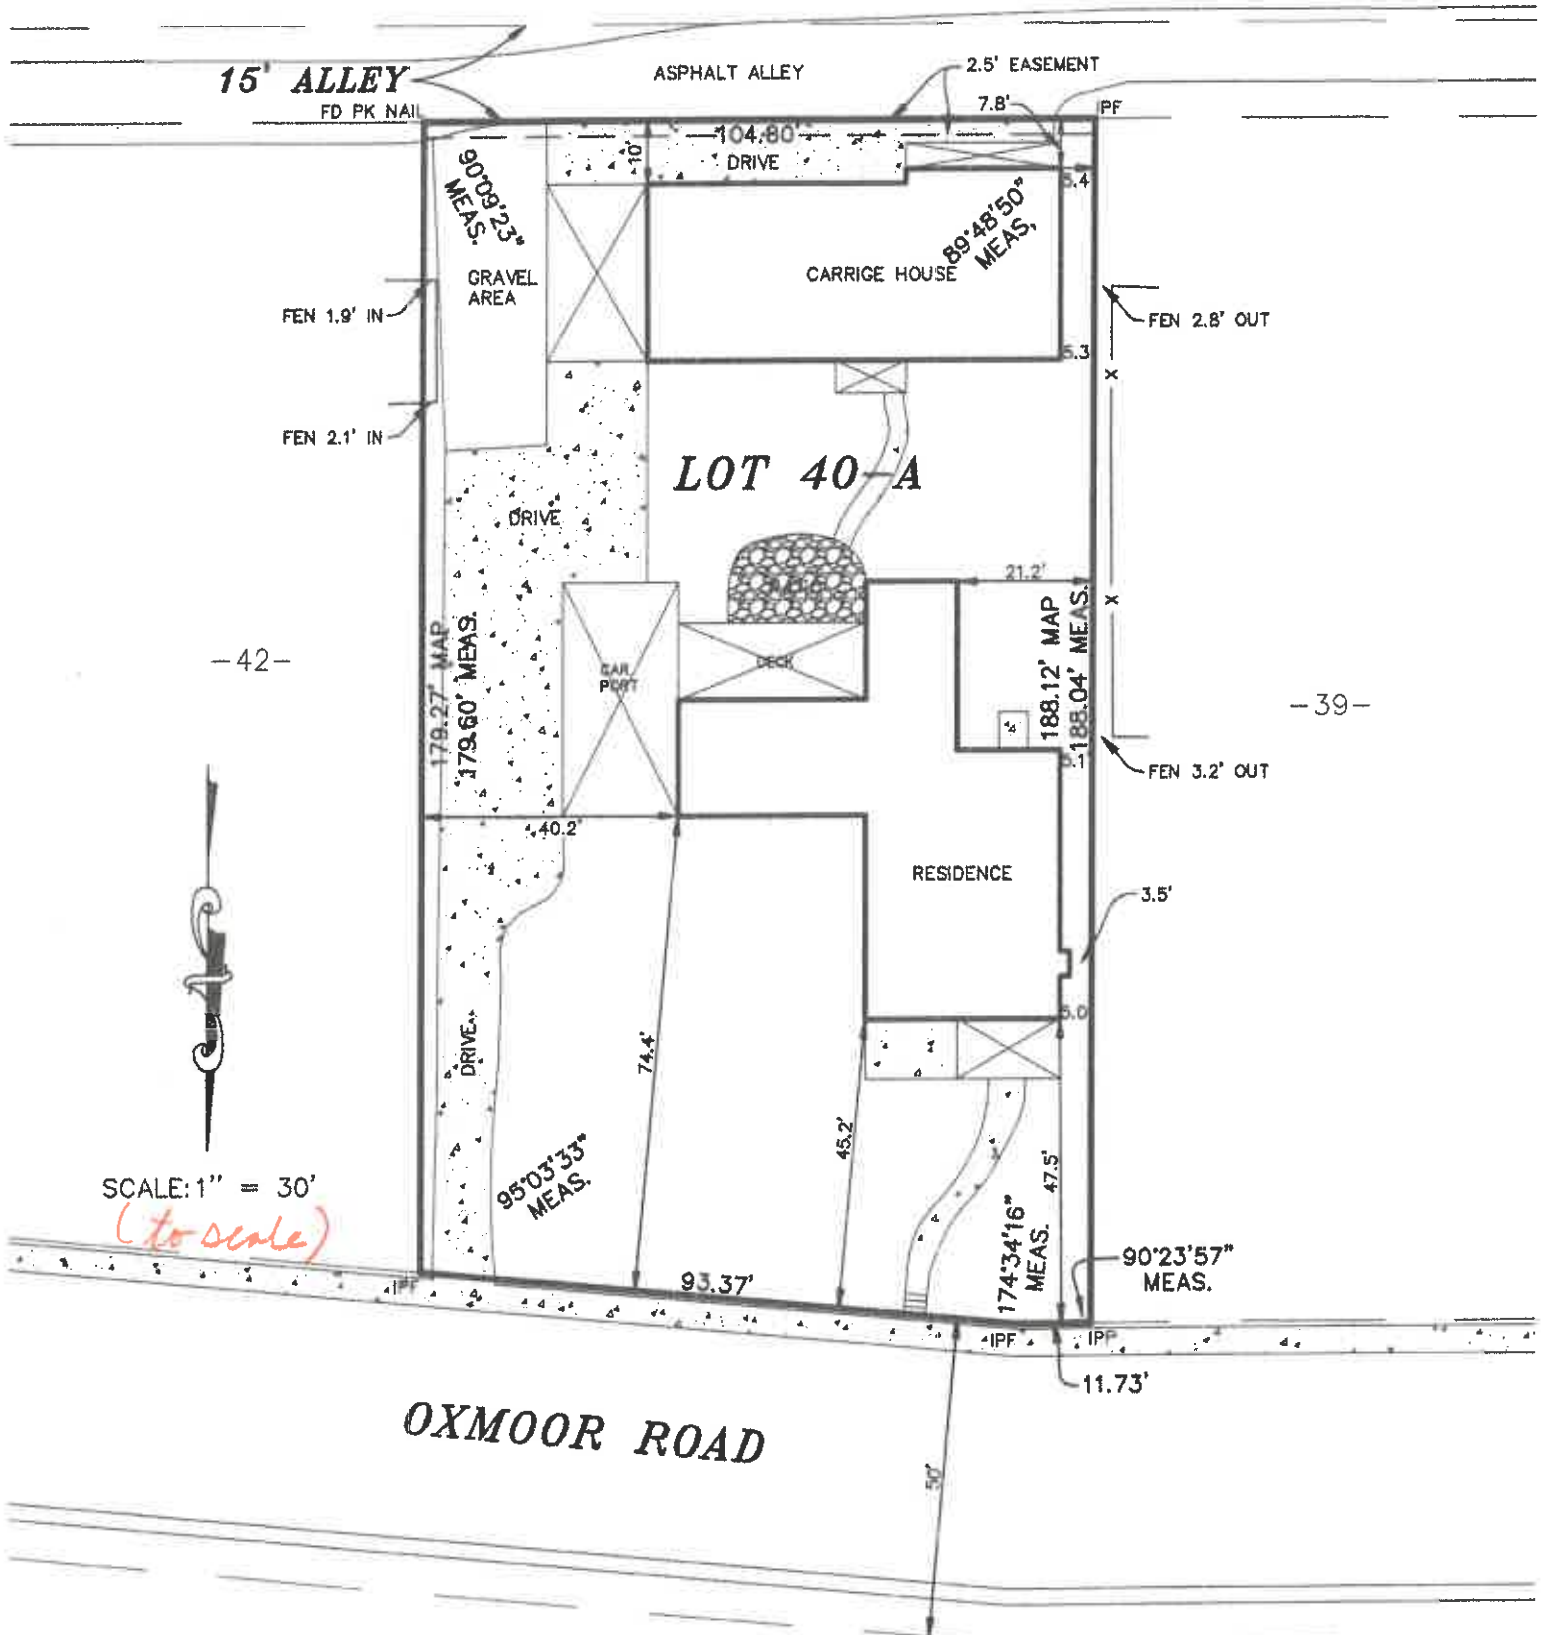 15' ALLEY
ASPHALT ALLEY
2.5' EASEMENT
FD PK NAIL
7.8'
IPF
104.80'
10'
DRIVE
5.4
90°09'23"
MEAS.
89°48'50"
MEAS,
GRAVEL
AREA
CARRIGE HOUSE
FEN 1.9' IN
FEN 2.8' OUT
5.3
X
FEN 2.1' IN
LOT 40-A
DRIVE
21.2'
X
179.27' MAP
179.60' MEAS.
188.12' MAP
188.04' MEAS.
-42-
CAR
PORT
DECK
-39-
5.1
FEN 3.2' OUT
40.2'
RESIDENCE
3.5'
5.0
DRIVE
74.4'
45.2'
47.5'
95°03'33"
MEAS.
174°34'16"
MEAS.
SCALE: 1" = 30'
(to scale)
90°23'57"
MEAS.
IPF
93.37'
IPF
IPF
11.73'
OXMOOR ROAD
50'